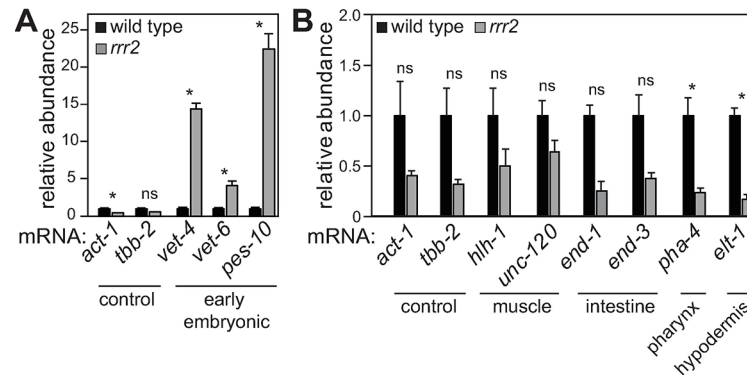 A
wild type
rrr2
relative abundance
25
20
15
10
5
0
* ns * * *
mRNA: act-1 tbb-2 vet-4 vet-6 pes-10
control
early
embryonic
B
wild type rrr2
relative abundance
2.0
1.5
1.0
0.5
0
ns ns ns ns ns ns * *
mRNA: act-1 tbb-2 hlh-1 unc-120 end-1 end-3 pha-4 elt-1
control muscle intestine pharynx hypodermis